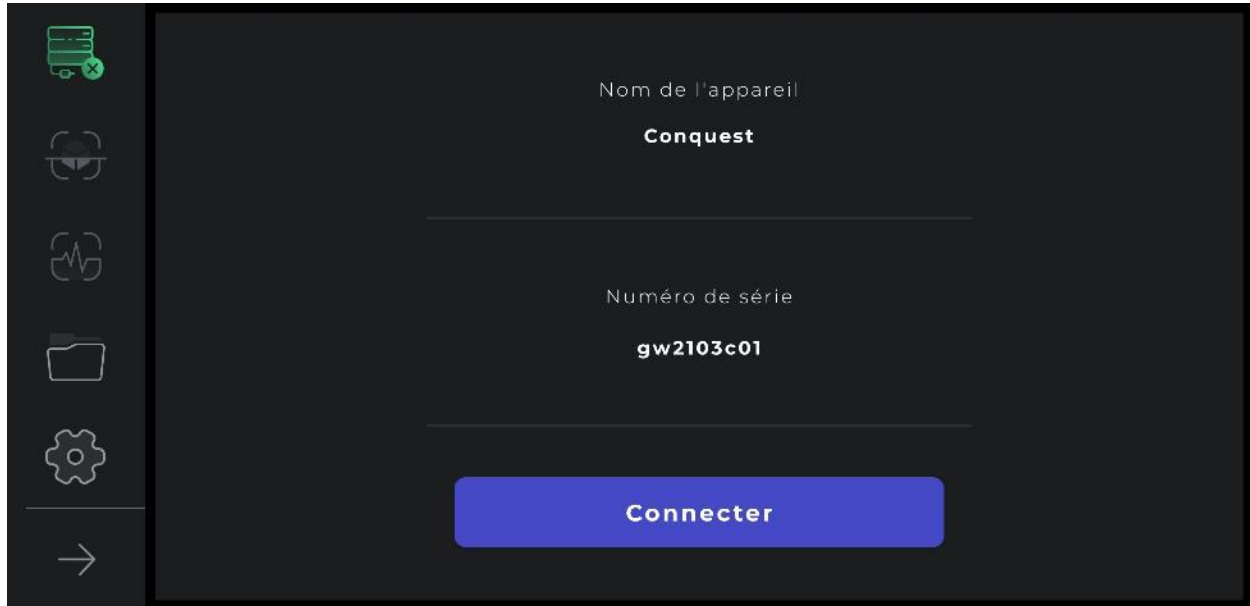 Nom de l'appareil
Conquest
Numéro de série
gw2103c01
Connecter